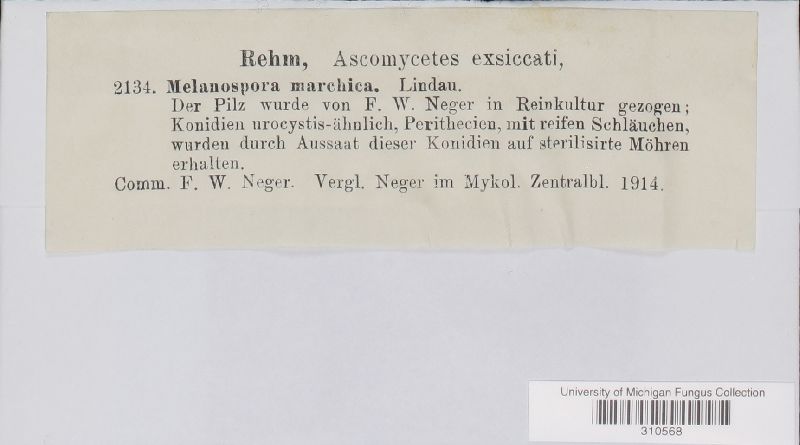 Rehm, Ascomycetes exsiccati,
2134. Melanospora marchica. Lindau.
Der Pilz wurde von F. W. Neger in Reinkultur gezogen;
Konidien urocystis-ähnlich, Perithecien, mit reifen Schläuchen,
wurden durch Aussaat dieser Konidien auf sterilisirte Möhren
erhalten.
Comm. F. W. Neger. Vergl. Neger im Mykol. Zentralbl. 1914.
University of Michigan Fungus Collection
310568